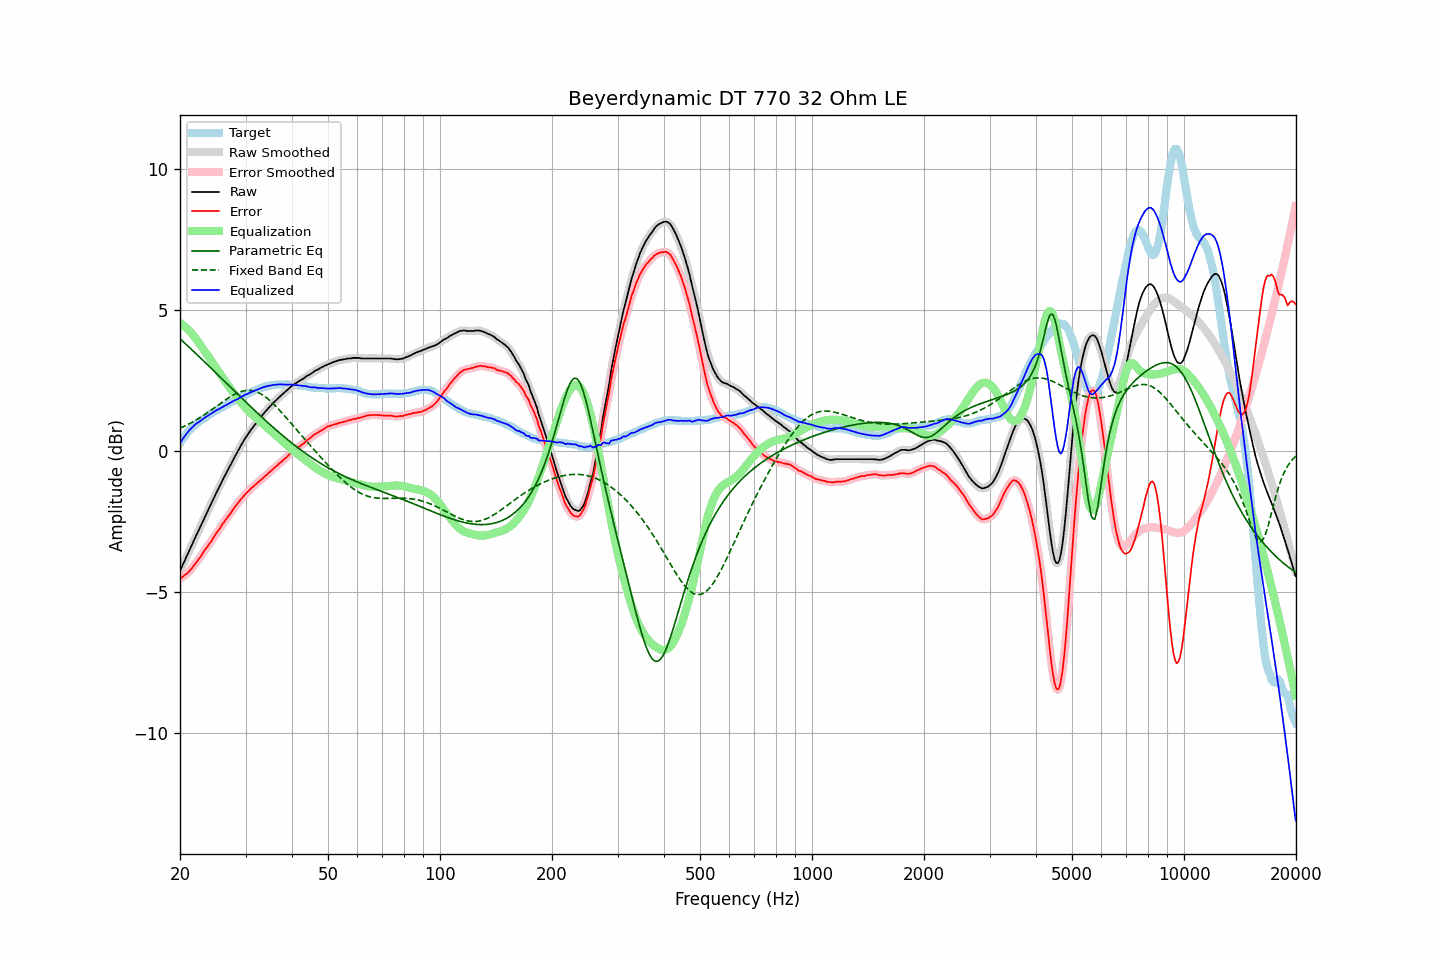 Beyerdynamic DT 770 32 Ohm LE
Target
Raw Smoothed
Error Smoothed
Raw
Error
Equalization
Parametric Eq
Fixed Band Eq
Equalized
Amplitude (dBr)
10
5
0
−5
−10
20
50
100
200
500
1000
2000
5000
10000
20000
Frequency (Hz)